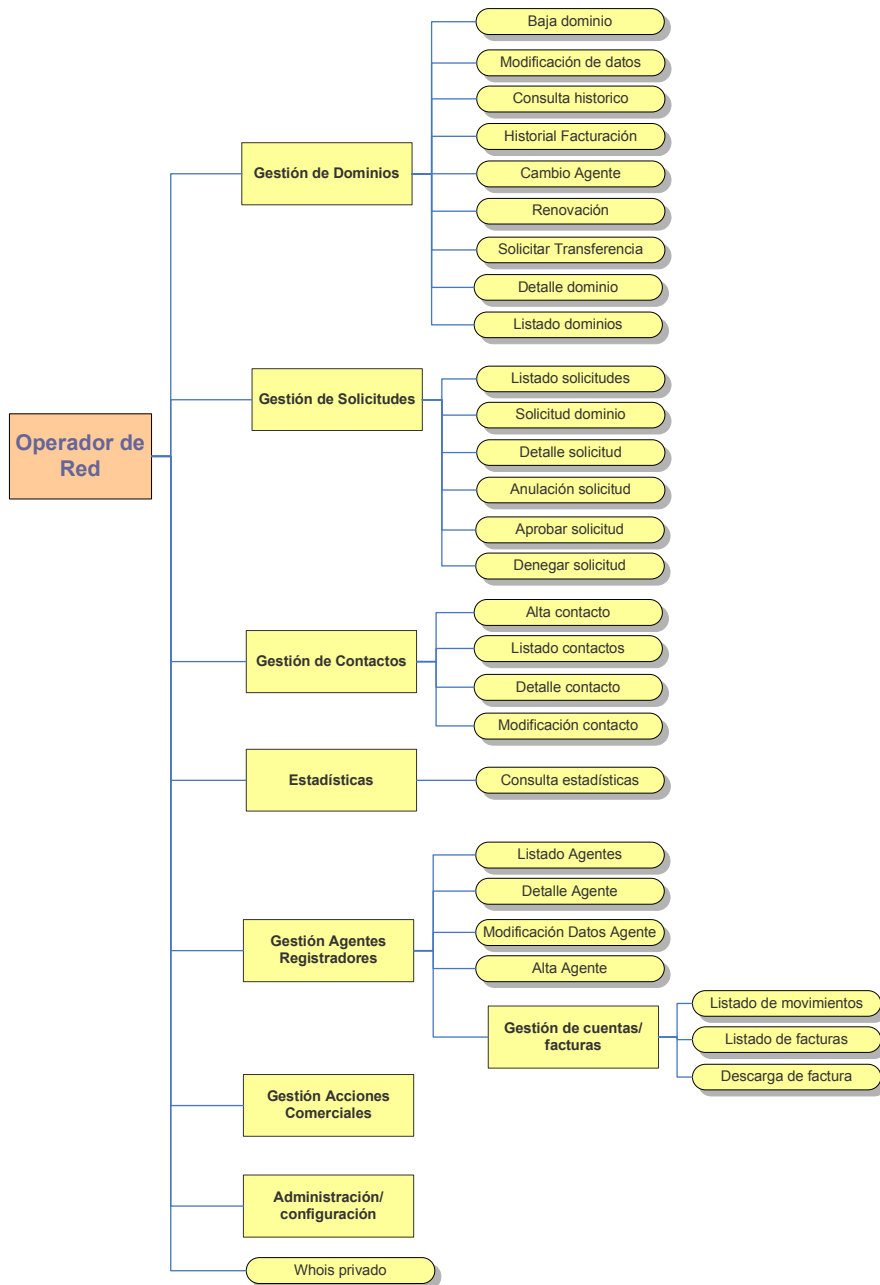 Operador de
Red
Gestión de Dominios
Baja dominio
Modificación de datos
Consulta historico
Historial Facturación
Cambio Agente
Renovación
Solicitar Transferencia
Detalle dominio
Listado dominios
Gestión de Solicitudes
Listado solicitudes
Solicitud dominio
Detalle solicitud
Anulación solicitud
Aprobar solicitud
Denegar solicitud
Gestión de Contactos
Alta contacto
Listado contactos
Detalle contacto
Modificación contacto
Estadísticas
Consulta estadísticas
Gestión Agentes
Registradores
Listado Agentes
Detalle Agente
Modificación Datos Agente
Alta Agente
Gestión de cuentas/
facturas
Listado de movimientos
Listado de facturas
Descarga de factura
Gestión Acciones
Comerciales
Administración/
configuración
Whois privado